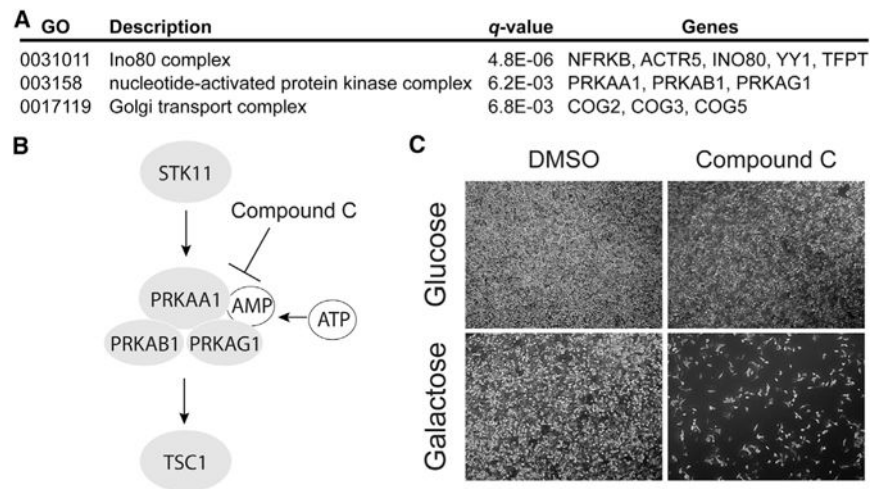 A
GO Description q-value Genes
0031011 Ino80 complex 4.8E-06 NFRKB, ACTR5, INO80, YY1, TFPT
003158 nucleotide-activated protein kinase complex 6.2E-03 PRKAA1, PRKAB1, PRKAG1
0017119 Golgi transport complex 6.8E-03 COG2, COG3, COG5
B
STK11
Compound C
PRKAA1
AMP
ATP
PRKAB1
PRKAG1
TSC1
C
DMSO Compound C
Glucose
Galactose